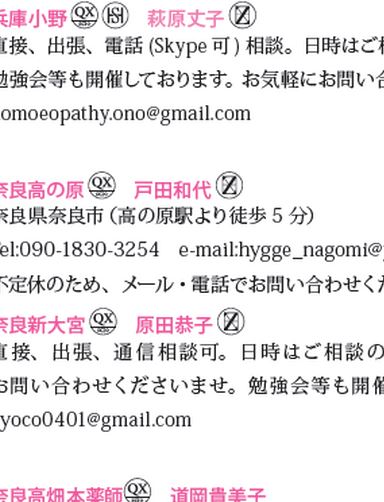 兵庫小野 QX HSI 萩原丈子 Z
直接、出張、電話 (Skype 可 ) 相談。日時はご
勉強会等も開催しております。お気軽にお問い合
omoeopathy.ono@gmail.com
奈良高の原 QX 戸田和代 Z
奈良県奈良市（高の原駅より徒歩 5 分）
el:090-1830-3254 e-mail:hygge_nagomi@
不定休のため、メール・電話でお問い合わせくだ
奈良新大宮 QX 原田恭子 Z
直接、出張、通信相談可。日時はご相談の
お問い合わせくださいませ。勉強会等も開催
yoco0401@gmail.com
奈良高畑本薬師 QX 道岡貴美子